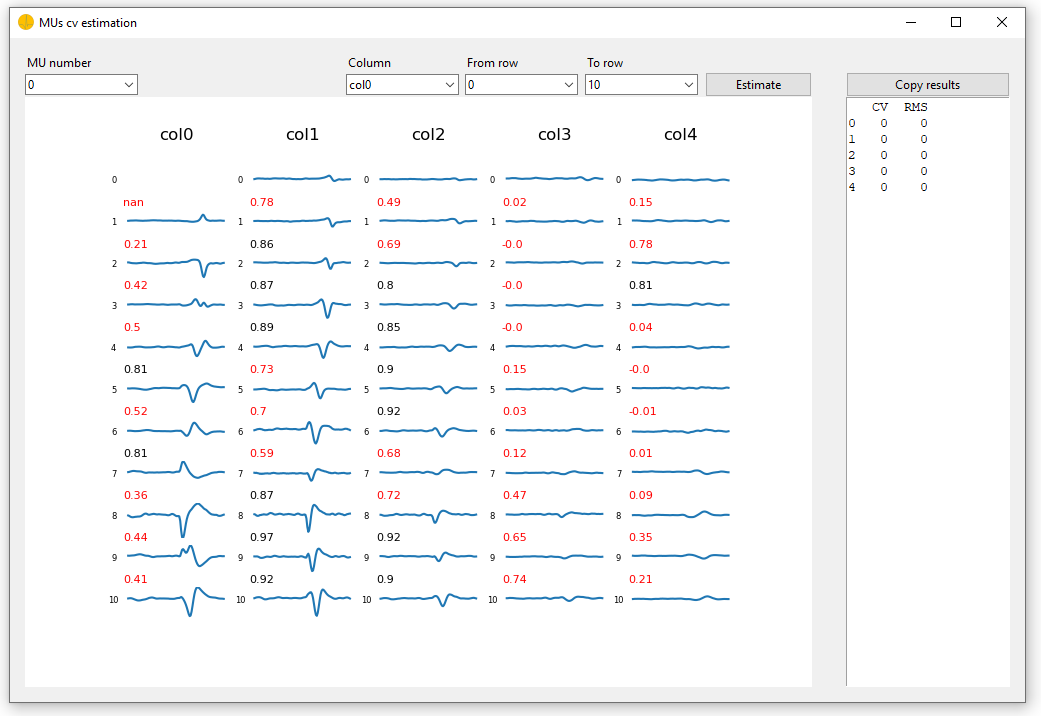 MUs cv estimation
MU number Column From row To row
0 col0 0 10 Estimate Copy results
CV RMS
0 0 0
1 0 0
2 0 0
3 0 0
4 0 0
col0 col1 col2 col3 col4
0 0 0 0 0
nan 0.78 0.49 0.02 0.15
1 1 1 1 1
0.21 0.86 0.69 -0.0 0.78
2 2 2 2 2
0.42 0.87 0.8 -0.0 0.81
3 3 3 3 3
0.5 0.89 0.85 -0.0 0.04
4 4 4 4 4
0.81 0.73 0.9 0.15 -0.0
5 5 5 5 5
0.52 0.7 0.92 0.03 -0.01
6 6 6 6 6
0.81 0.59 0.68 0.12 0.01
7 7 7 7 7
0.36 0.87 0.72 0.47 0.09
8 8 8 8 8
0.44 0.97 0.92 0.65 0.35
9 9 9 9 9
0.41 0.92 0.9 0.74 0.21
10 10 10 10 10